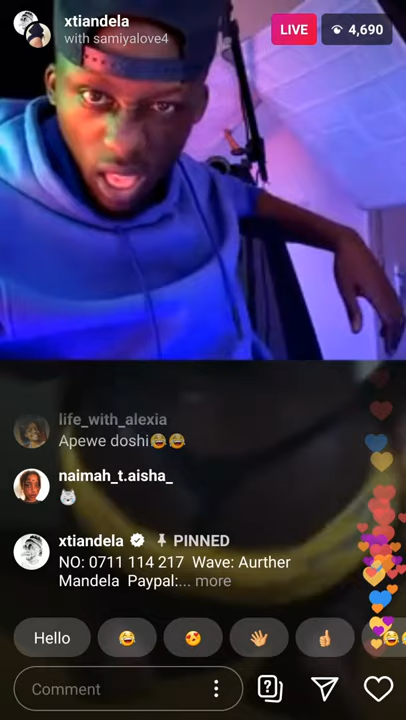 xtiandela
with samiyalove4
LIVE
4,690
life_with_alexia
Apewe doshi😂😂
naimah_t.aisha_
xtiandela PINNED
NO: 0711 114 217 Wave: Aurther
Mandela Paypal:... more
Hello
Comment